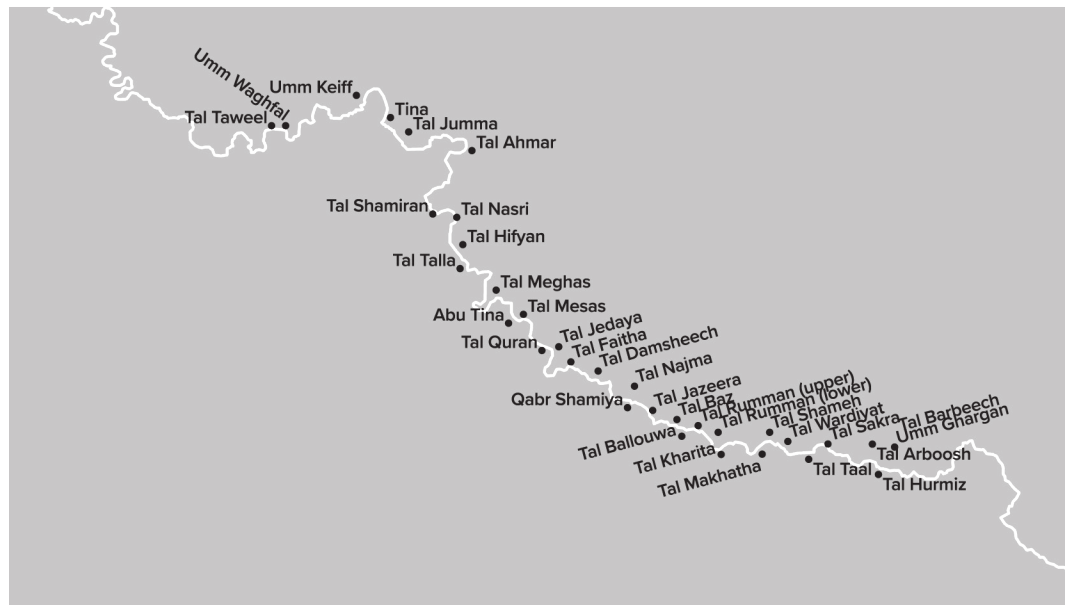 Umm Waghfal
Umm Keiff
Tal Taweel
Tina
Tal Jumma
Tal Ahmar
Tal Shamiran
Tal Nasri
Tal Hifyan
Tal Talla
Tal Meghas
Tal Mesas
Abu Tina
Tal Quran
Tal Jedaya
Tal Faitha
Tal Damsheech
Tal Najma
Qabr Shamiya
Tal Jazeera
Tal Baz
Tal Rumman (upper)
Tal Rumman (lower)
Tal Shameh
Tal Wardiyat
Tal Sakra
Tal Barbeech
Umm Ghargan
Tal Ballouwa
Tal Kharita
Tal Makhatha
Tal Taal
Tal Arboosh
Tal Hurmiz